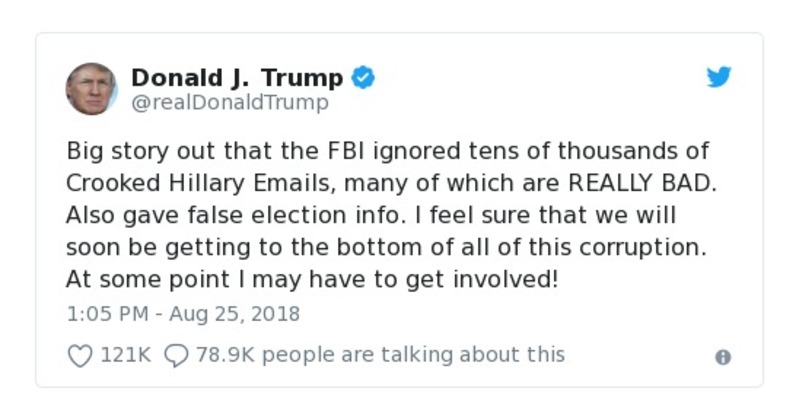 Donald J. Trump
@realDonaldTrump
Big story out that the FBI ignored tens of thousands of
Crooked Hillary Emails, many of which are REALLY BAD.
Also gave false election info. I feel sure that we will
soon be getting to the bottom of all of this corruption.
At some point I may have to get involved!
1:05 PM - Aug 25, 2018
121K 78.9K people are talking about this